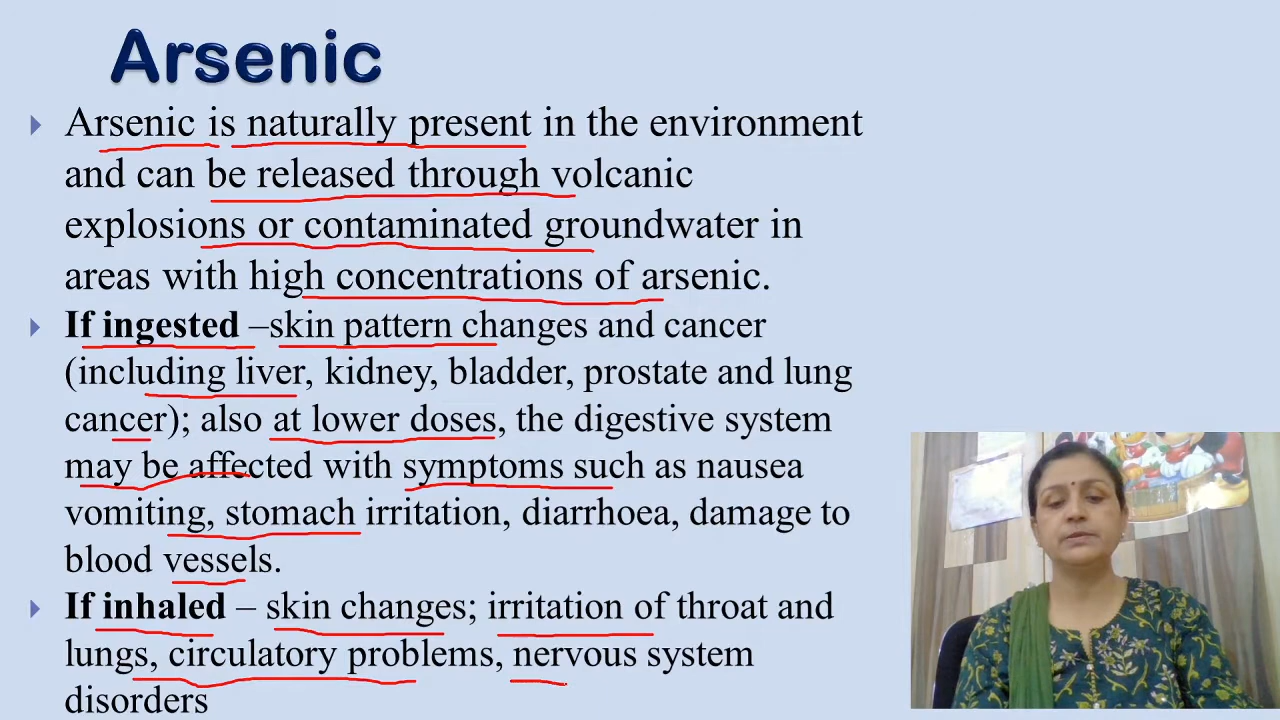 Arsenic
Arsenic is naturally present in the environment
and can be released through volcanic
explosions or contaminated groundwater in
areas with high concentrations of arsenic.
If ingested –skin pattern changes and cancer
(including liver, kidney, bladder, prostate and lung
cancer); also at lower doses, the digestive system
may be affected with symptoms such as nausea
vomiting, stomach irritation, diarrhoea, damage to
blood vessels.
If inhaled – skin changes; irritation of throat and
lungs, circulatory problems, nervous system
disorders